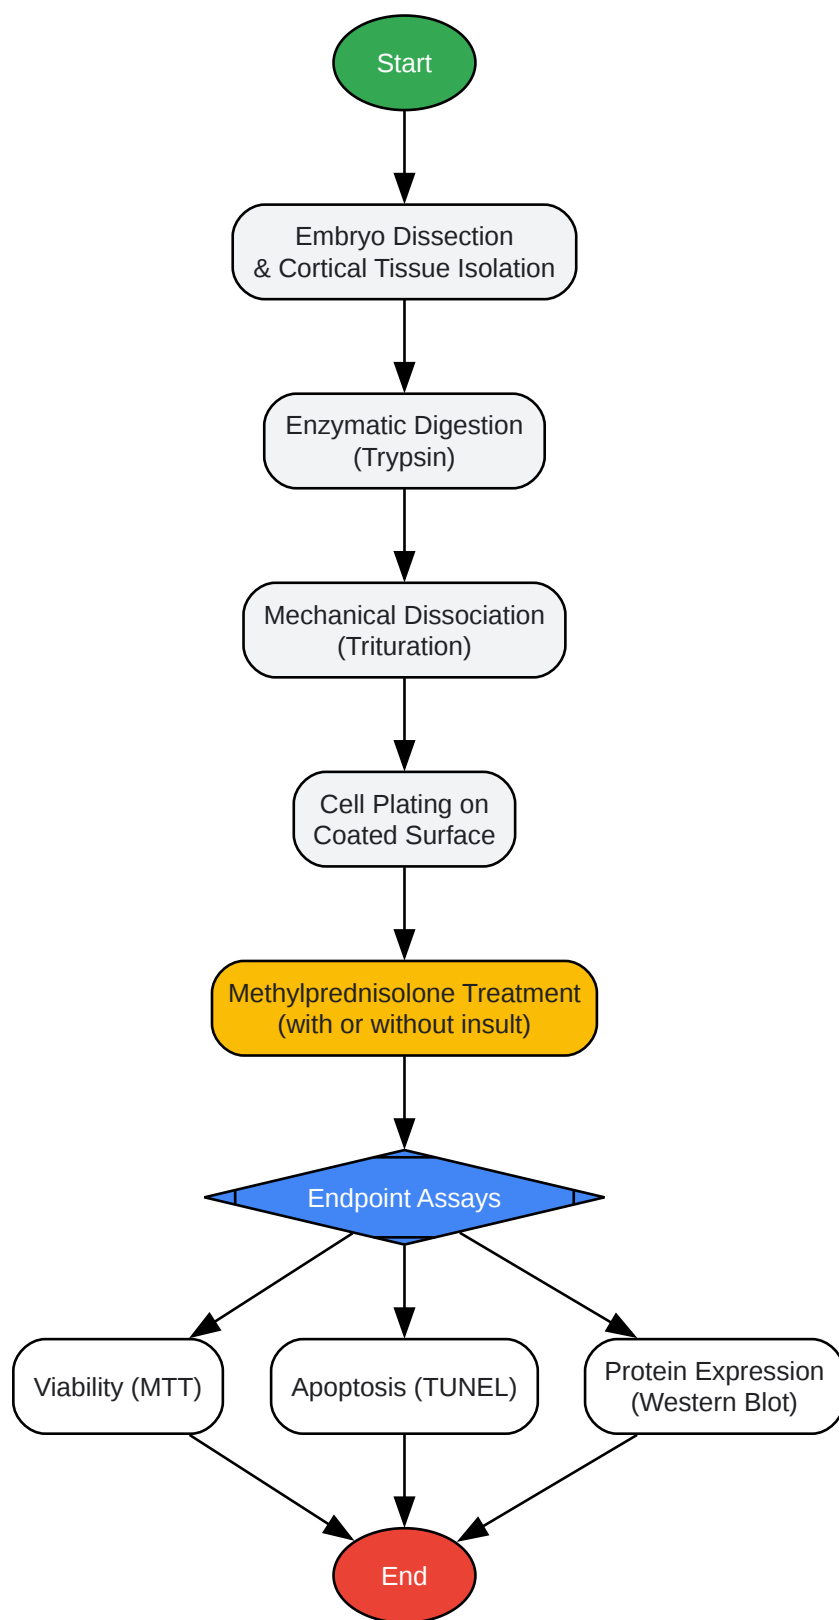 Start
Embryo Dissection
& Cortical Tissue Isolation
Enzymatic Digestion
(Trypsin)
Mechanical Dissociation
(Trituration)
Cell Plating on
Coated Surface
Methylprednisolone Treatment
(with or without insult)
Endpoint Assays
Viability (MTT)
Apoptosis (TUNEL)
Protein Expression
(Western Blot)
End